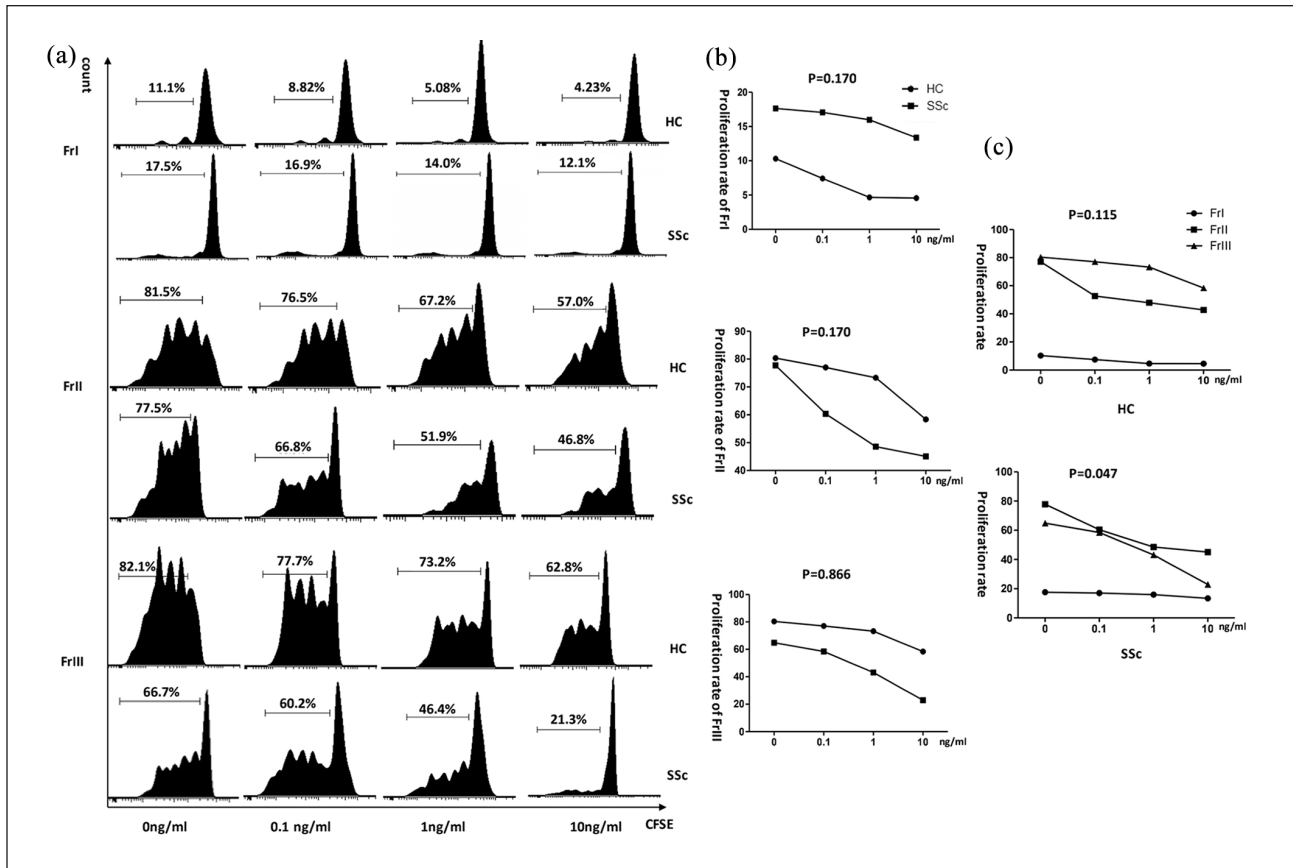 (a)
count
11.1%
8.82%
5.08%
4.23%
HC
FrI
17.5%
16.9%
14.0%
12.1%
SSc
81.5%
76.5%
67.2%
57.0%
HC
FrII
77.5%
66.8%
51.9%
46.8%
SSc
82.1%
77.7%
73.2%
62.8%
HC
FrIII
66.7%
60.2%
46.4%
21.3%
SSc
0ng/ml
0.1 ng/ml
1ng/ml
10ng/ml
CFSE
(b)
P=0.170
HC
SSc
Proliferation rate of FrI
20
15
10
5
0
0
0.1
1
10
ng/ml
P=0.170
Proliferation rate of FrII
90
80
70
60
50
40
0
0.1
1
10
ng/ml
P=0.866
Proliferation rate of FrIII
100
80
60
40
20
0
0
0.1
1
10
ng/ml
(c)
P=0.115
FrI
FrII
FrIII
Proliferation rate
100
80
60
40
20
0
0
0.1
1
10
ng/ml
HC
P=0.047
Proliferation rate
100
80
60
40
20
0
0
0.1
1
10
ng/ml
SSc